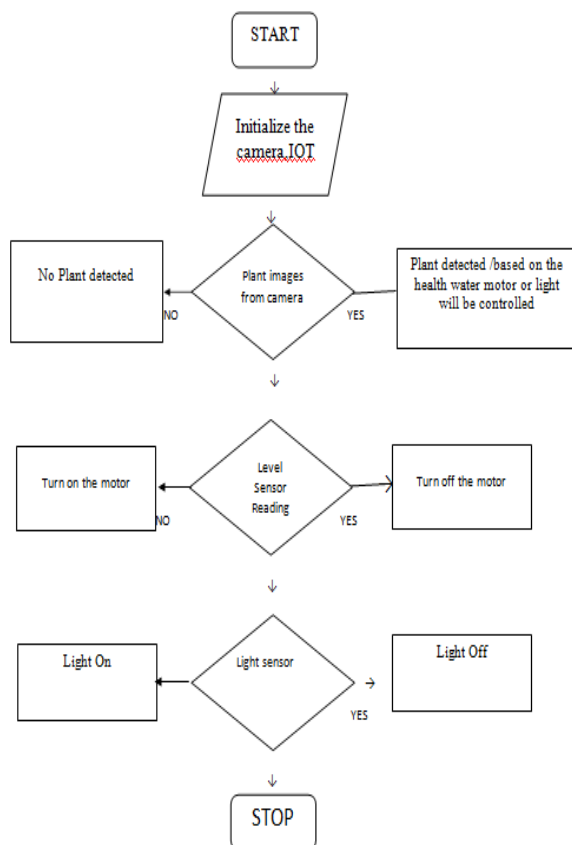 START
Initialize the
camera,IOT
No Plant detected
Plant images
from camera
Plant detected /based on the
health water motor or light
will be controlled
NO
YES
Turn on the motor
Level
Sensor
Reading
Turn off the motor
NO
YES
Light On
Light sensor
Light Off
YES
STOP